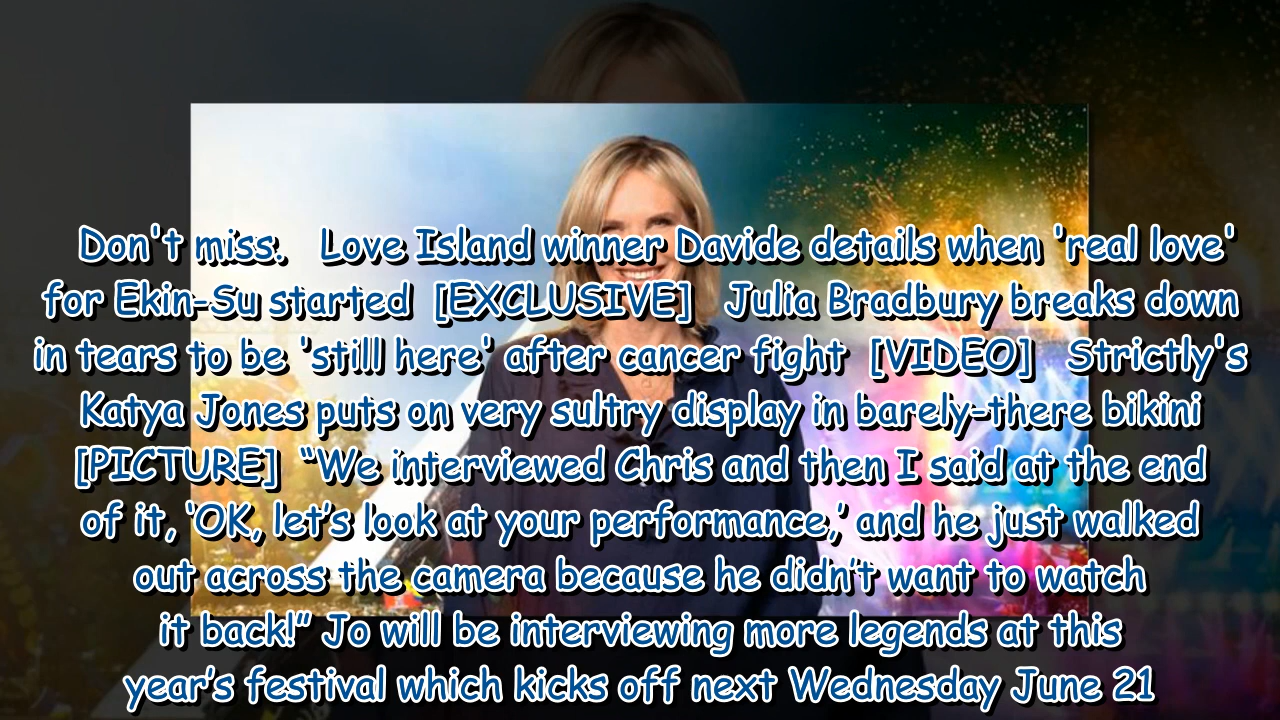 Don't miss. Love Island winner Davide details when 'real love'
for Ekin-Su started [EXCLUSIVE] Julia Bradbury breaks down
in tears to be 'still here' after cancer fight [VIDEO] Strictly's
Katya Jones puts on very sultry display in barely-there bikini
[PICTURE] “We interviewed Chris and then I said at the end
of it, ‘OK, let’s look at your performance,’ and he just walked
out across the camera because he didn’t want to watch
it back!” Jo will be interviewing more legends at this
year’s festival which kicks off next Wednesday June 21